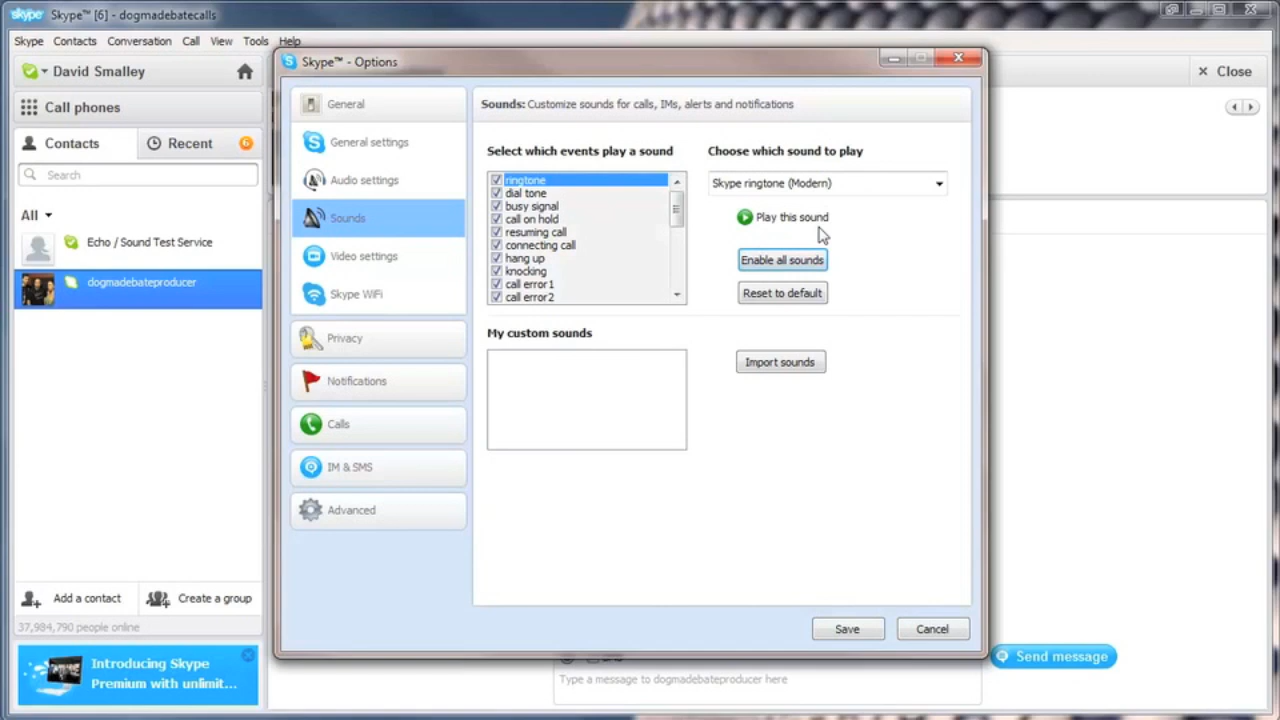 Skype™ [6] - dogmadebatecalls
Skype Contacts Conversation Call View Tools Help
David Smalley
Call phones
Contacts
Recent
6
Search
All
Echo / Sound Test Service
dogmadebateproducer
Add a contact
Create a group
37,984,790 people online
Introducing Skype
Premium with unlimit...
Skype™ - Options
General
General settings
Audio settings
Sounds
Video settings
Skype WiFi
Privacy
Notifications
Calls
IM & SMS
Advanced
Sounds: Customize sounds for calls, IMs, alerts and notifications
Select which events play a sound
ringtone
dial tone
busy signal
call on hold
resuming call
connecting call
hang up
knocking
call error1
call error2
Choose which sound to play
Skype ringtone (Modern)
Play this sound
Enable all sounds
Reset to default
My custom sounds
Import sounds
Save
Cancel
Close
Send message
Type a message to dogmadebateproducer here